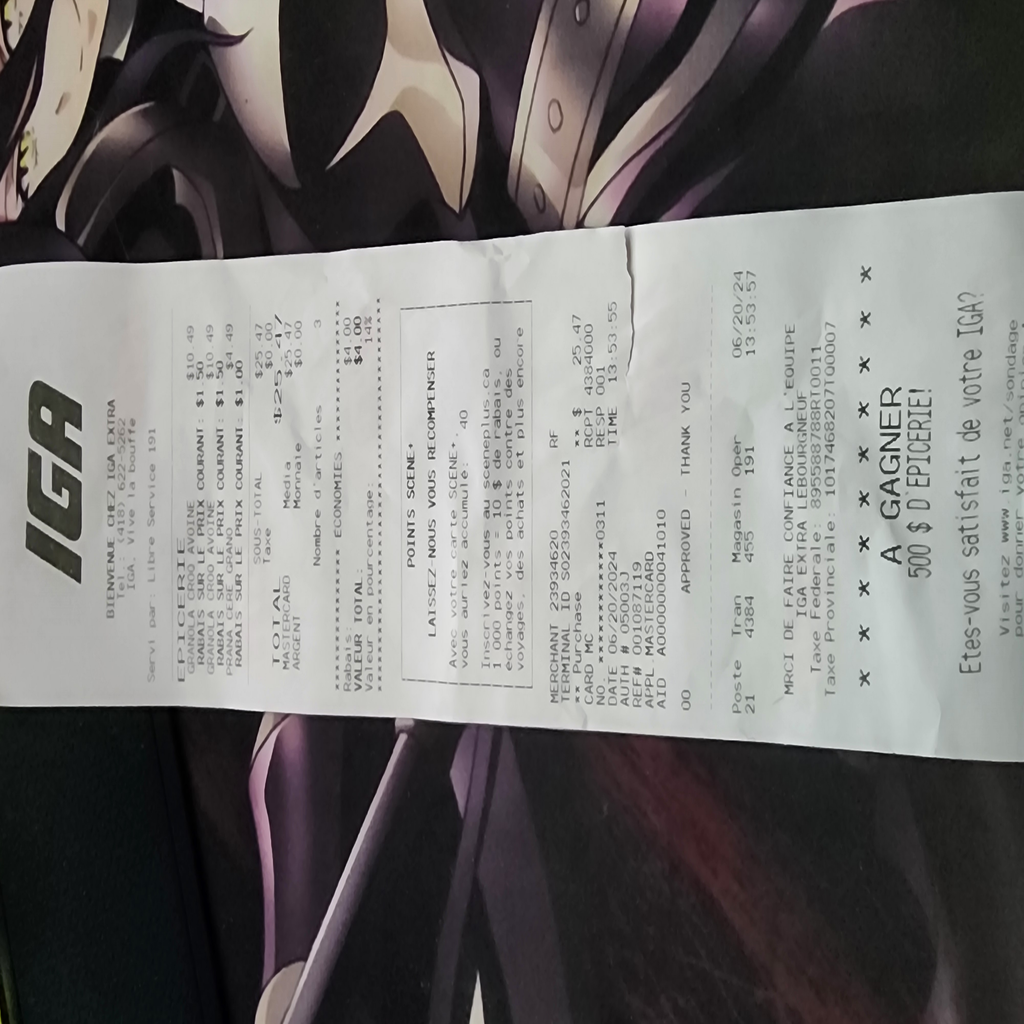 IGA
BIENVENUE CHEZ IGA EXTRA
Tel.: (418) 622-5262
IGA, Vive la bouffe
Servi par: Libre Service 191
EPICERIE
GRANOLA CROQ AVOINE $10.49
RABAIS SUR LE PRIX COURANT: $1.50
GRANOLA CROQ AVOINE $10.49
RABAIS SUR LE PRIX COURANT: $1.50
PRANA CERE GRANO $4.49
RABAIS SUR LE PRIX COURANT: $1.00
SOUS-TOTAL $25.47
Taxe $0.00
TOTAL $25.47
MASTERCARD Media $25.47
ARGENT Monnaie $0.00
Nombre d'articles 3
ECONOMIES
Rabais: $4.00
VALEUR TOTAL: $4.00
Valeur en pourcentage: 14%
POINTS SCENE+
LAISSEZ-NOUS VOUS RECOMPENSER
Avec votre carte SCENE+,
vous auriez accumulé: 40
Inscrivez-vous au sceneplus.ca
1 000 points = 10 $ de rabais, ou
échangez vos points contre des
voyages, des achats et plus encore
MERCHANT 23934620 RF
TERMINAL ID S02393462021
** Purchase ** $ 25.47
CARD MC RCPT 4384000
NO. ************0311 RESP 001
DATE 06/20/2024 TIME 13:53:55
AUTH # 05003J
REF# 001087119
APPL.MASTERCARD
AID A0000000041010
00 APPROVED - THANK YOU
Poste Tran Magasin Oper 06/20/24
21 4384 455 191 13:53:57
MRCI DE FAIRE CONFIANCE A L'EQUIPE
IGA EXTRA LEBOURGNEUF
Taxe Federale: 895588788RT0011
Taxe Provinciale: 1017468207TQ0007
* * * * * * * * * *
A GAGNER
500 $ D'EPICERIE!
Etes-vous satisfait de votre IGA?
Visitez www.iga.net/sondage
pour donner votre